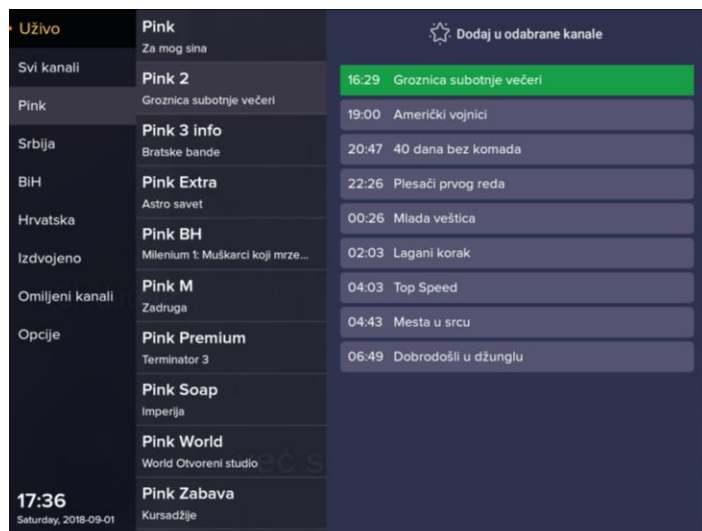 Uživo
Svi kanali
Pink
Srbija
BiH
Hrvatska
Izdvojeno
Omiljeni kanali
Opcije
17:36
Saturday, 2018-09-01
Pink
Za mog sina
Pink 2
Groznica subotnje večeri
Pink 3 info
Bratske bande
Pink Extra
Astro savet
Pink BH
Milenium 1: Muškarci koji mrze...
Pink M
Zadruga
Pink Premium
Terminator 3
Pink Soap
Imperija
Pink World
World Otvoreni studio
Pink Zabava
Kursadžije
Dodaj u odabrane kanale
16:29 Groznica subotnje večeri
19:00 Američki vojnici
20:47 40 dana bez komada
22:26 Plesači prvog reda
00:26 Mlada veštica
02:03 Lagani korak
04:03 Top Speed
04:43 Mesta u srcu
06:49 Dobrodošli u džunglu